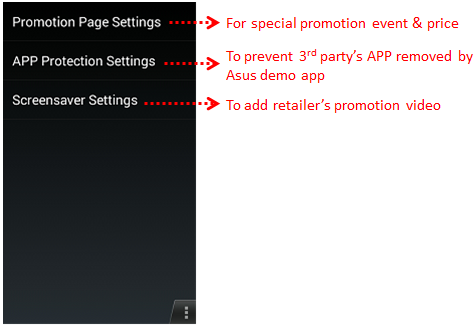 Promotion Page Settings
For special promotion event & price
APP Protection Settings
To prevent 3rd party's APP removed by
Asus demo app
Screensaver Settings
To add retailer's promotion video